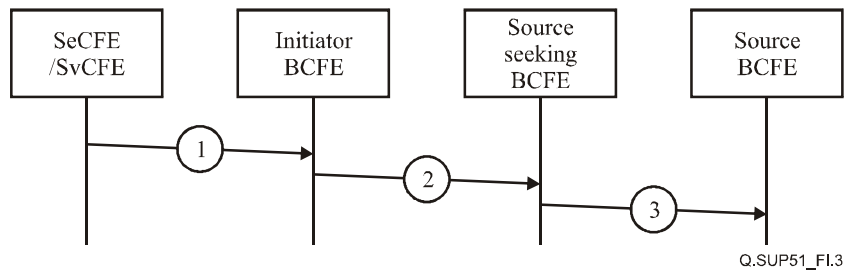 SeCFE
/SvCFE
Initiator
BCFE
Source
seeking
BCFE
Source
BCFE
1
2
3
Q.SUP51_FI.3